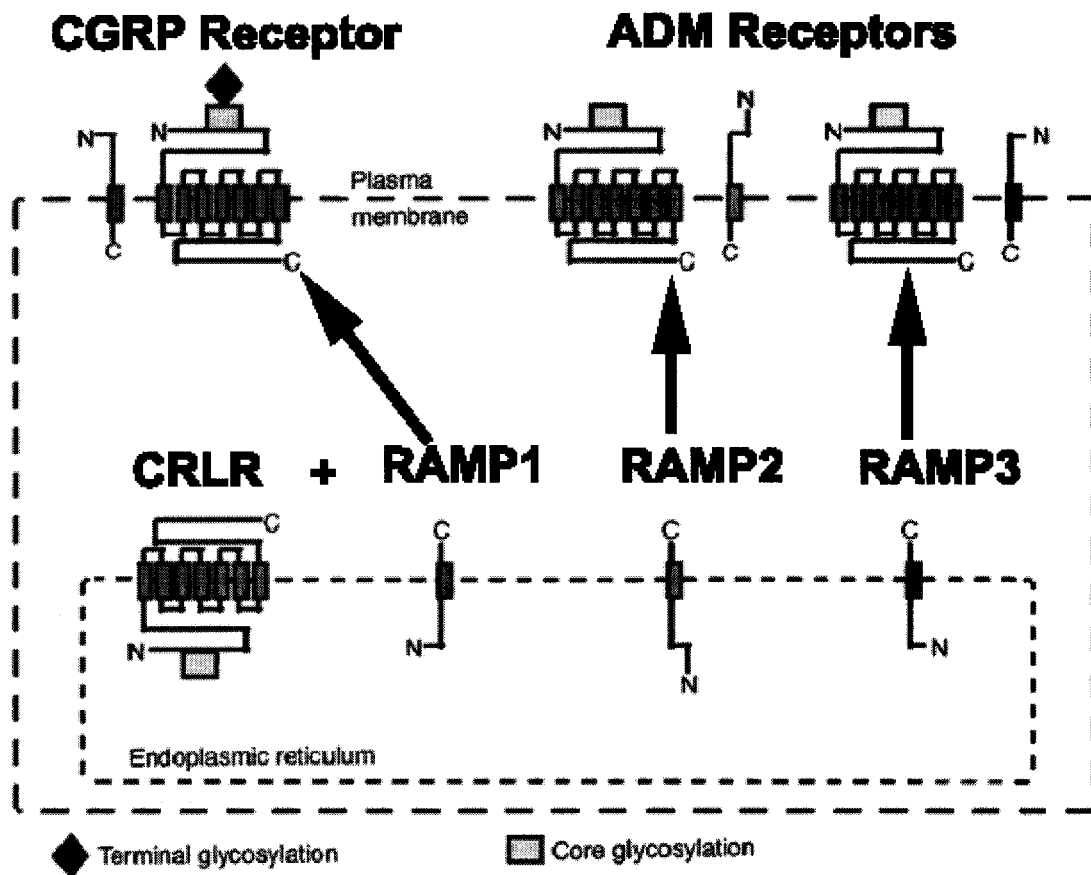 CGRP Receptor
ADM Receptors
N
N
N
N
N
Plasma
membrane
C
C
C
C
C
C
CRLR + RAMP1
RAMP2
RAMP3
C
C
C
C
N
N
N
N
Endoplasmic reticulum
Terminal glycosylation
Core glycosylation